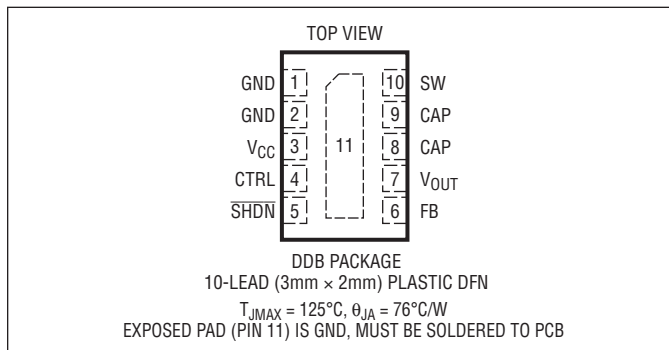 TOP VIEW
GND 1 10 SW
GND 2 9 CAP
VCC 3 11 8 CAP
CTRL 4 7 VOUT
SHDN 5 6 FB
DDB PACKAGE
10-LEAD (3mm × 2mm) PLASTIC DFN
TJMAX = 125°C, θJA = 76°C/W
EXPOSED PAD (PIN 11) IS GND, MUST BE SOLDERED TO PCB